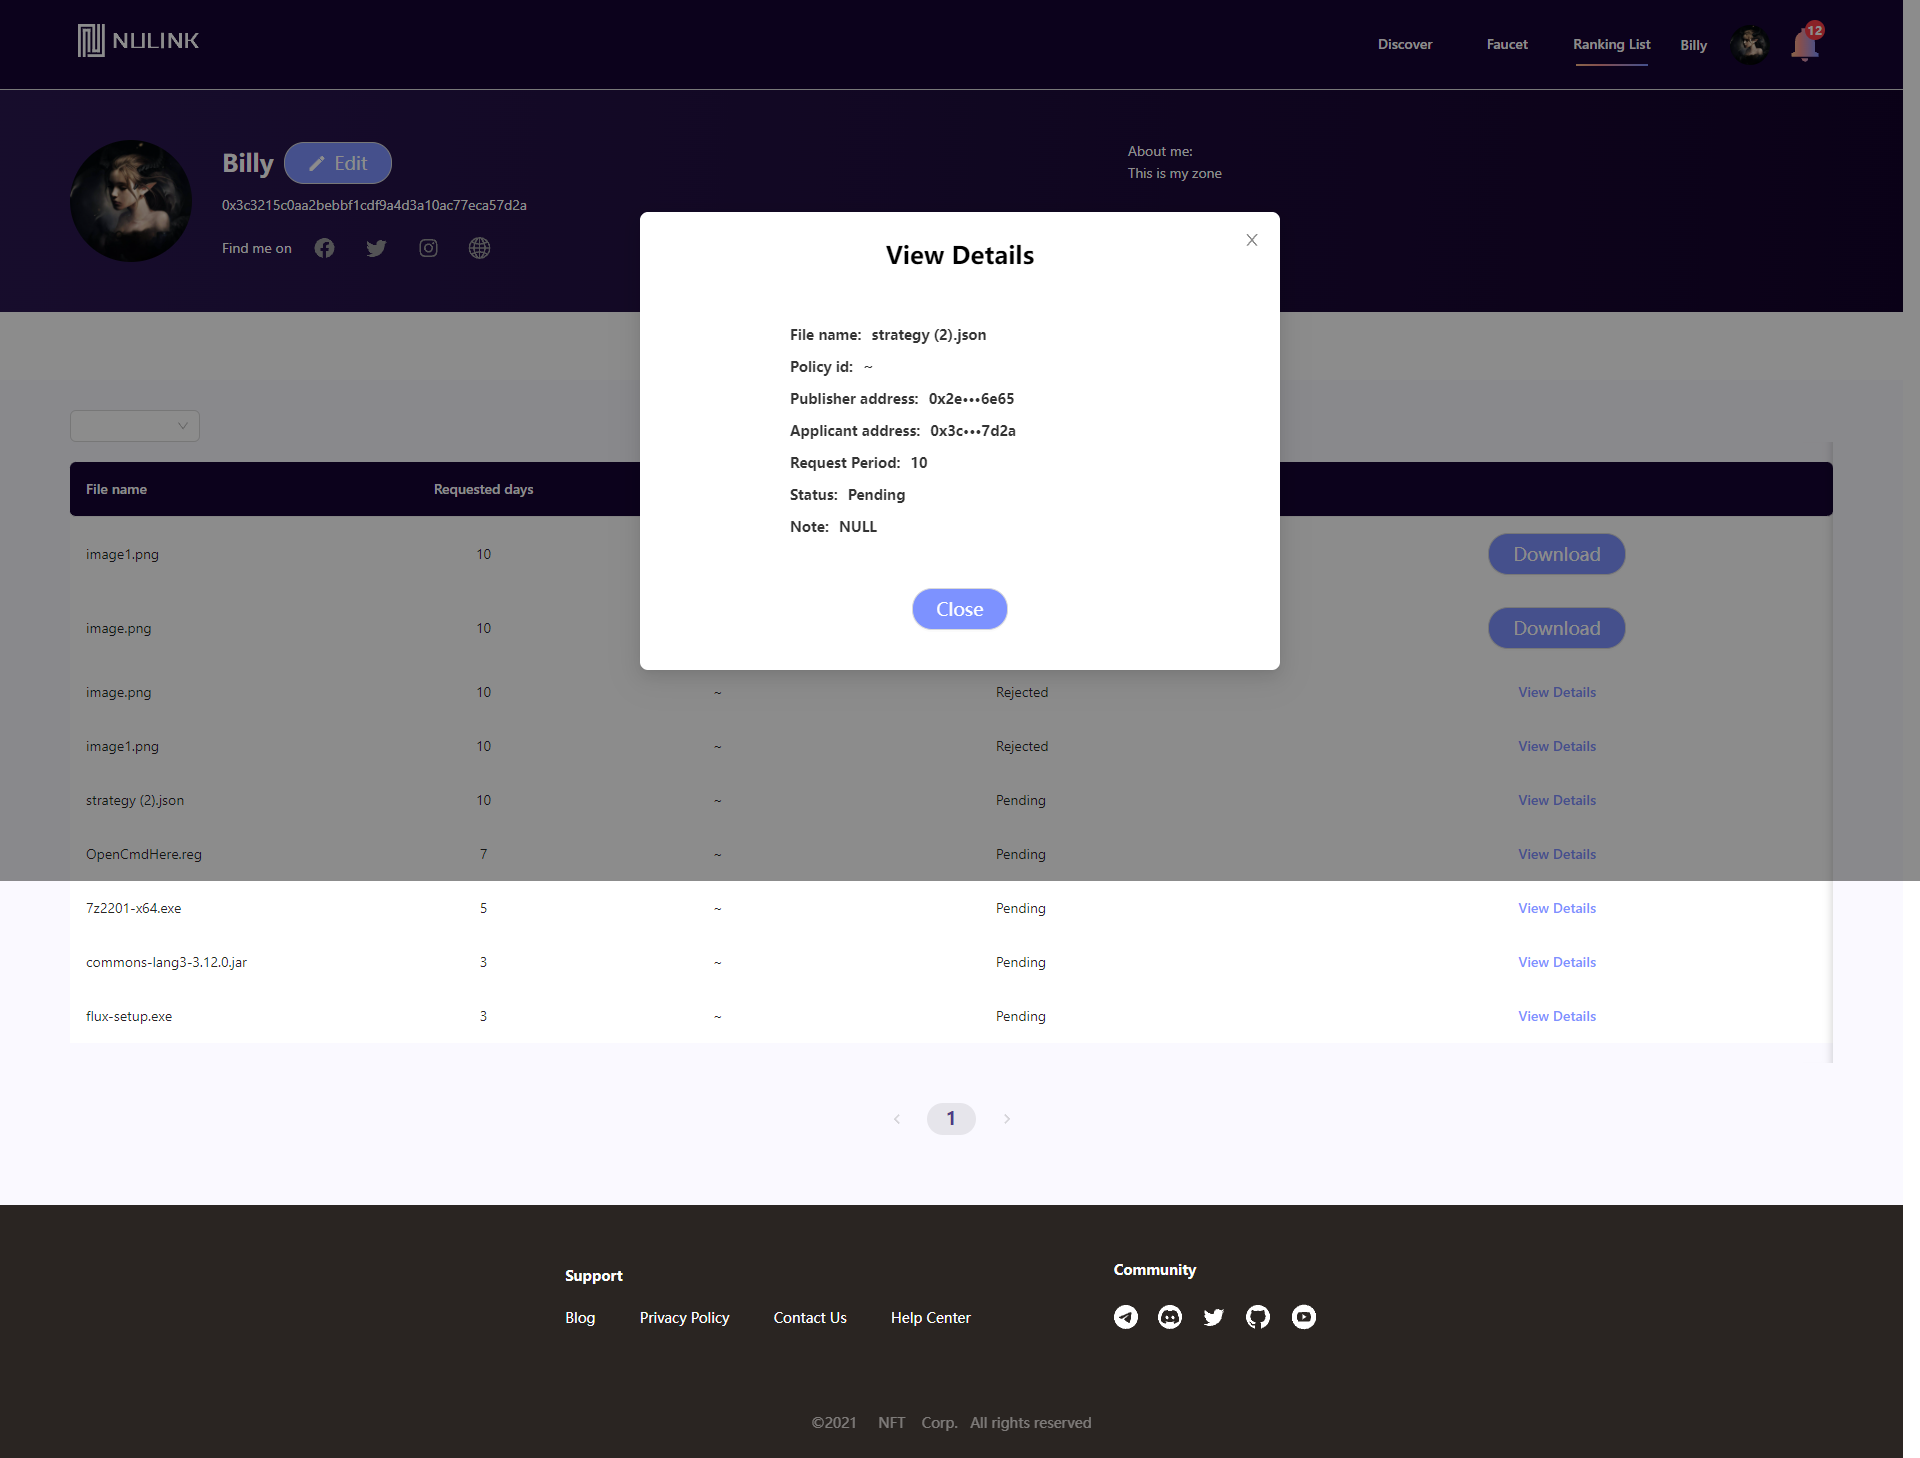 NULINK
Discover Faucet Ranking List Billy 12
Billy Edit
0x3c3215c0aa2bebbf1cdf9a4d3a10ac77eca57d2a
Find me on
About me:
This is my zone
View Details
File name: strategy (2).json
Policy id: ~
Publisher address: 0x2e•••6e65
Applicant address: 0x3c•••7d2a
Request Period: 10
Status: Pending
Note: NULL
Close
File name Requested days
image1.png 10 Download
image.png 10 Download
image.png 10 ~ Rejected View Details
image1.png 10 ~ Rejected View Details
strategy (2).json 10 ~ Pending View Details
OpenCmdHere.reg 7 ~ Pending View Details
7z2201-x64.exe 5 ~ Pending View Details
commons-lang3-3.12.0.jar 3 ~ Pending View Details
flux-setup.exe 3 ~ Pending View Details
1
Support
Blog Privacy Policy Contact Us Help Center
Community
©2021 NFT Corp. All rights reserved